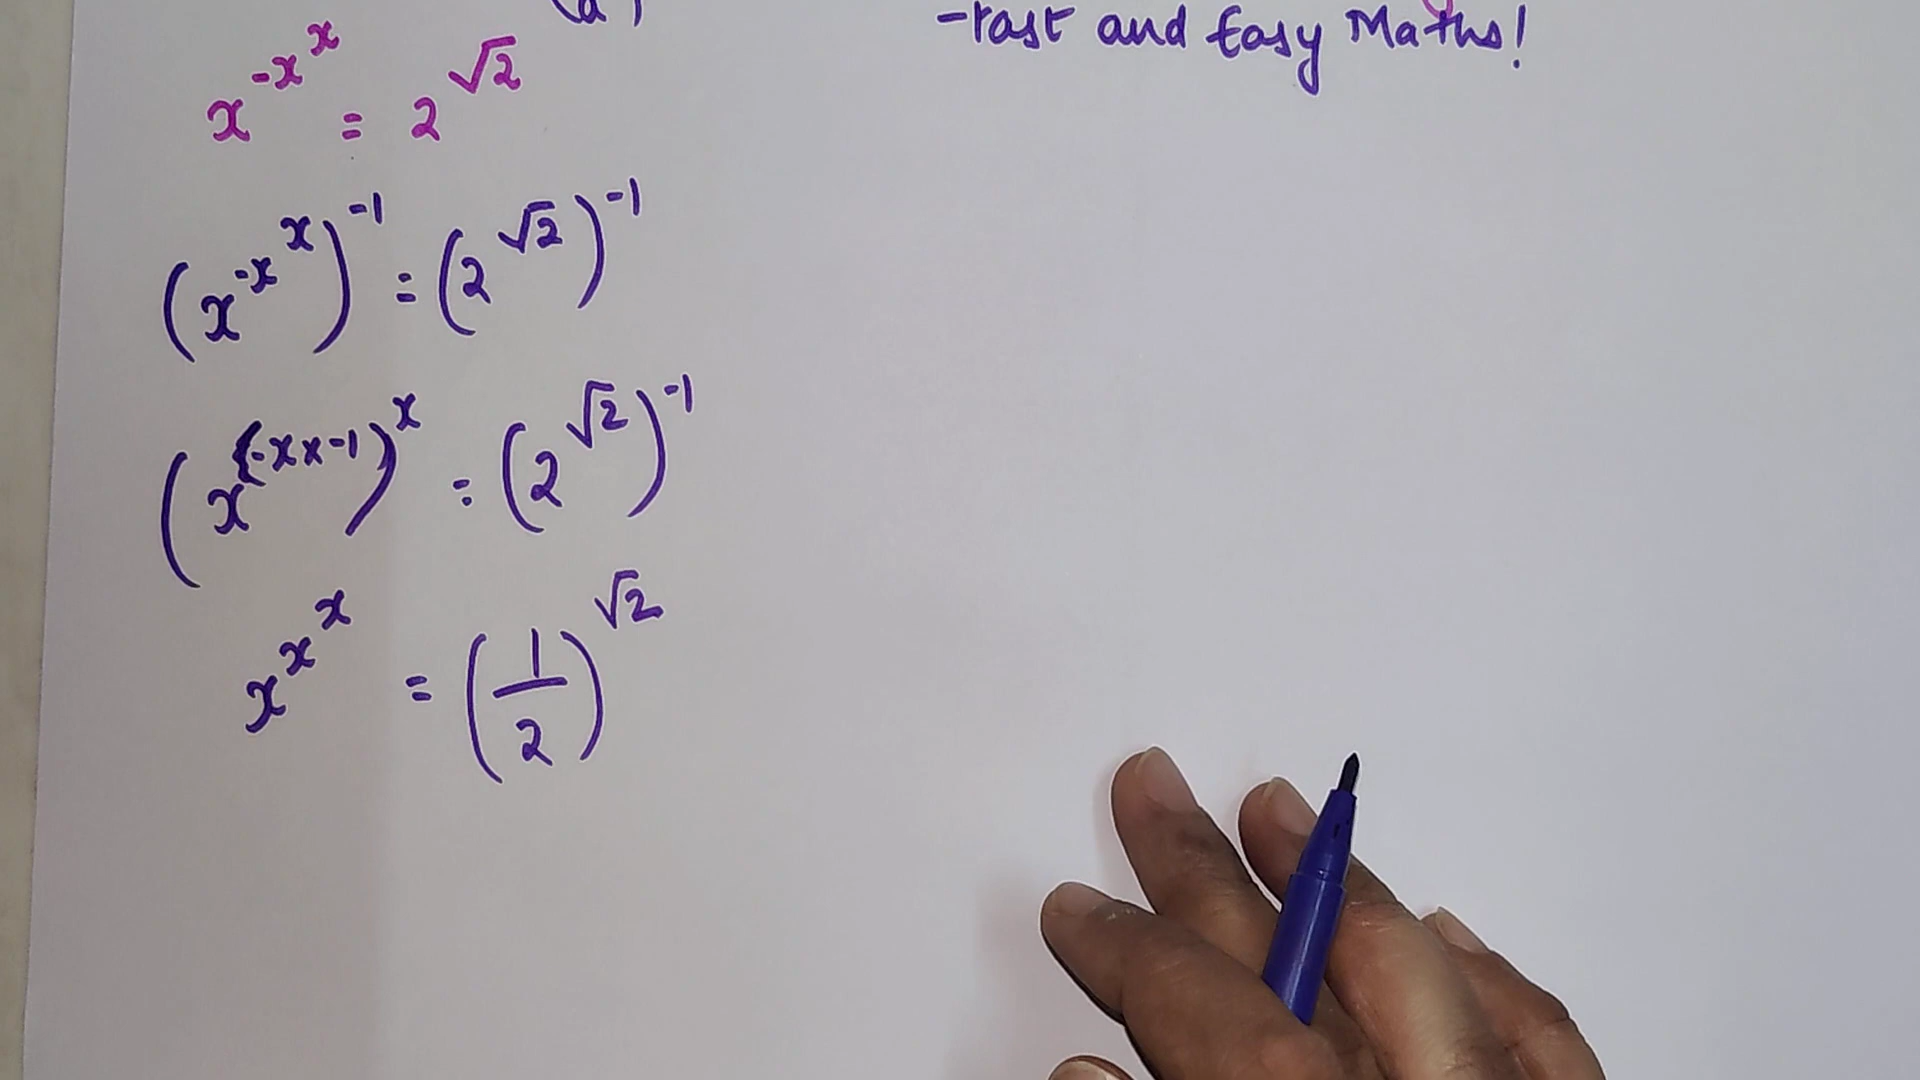 -Fast and Easy Maths!
x^{-x^{x}} = 2^{√2}
(x^{-x^{x}})^{-1} = (2^{√2})^{-1}
(x^{(-x×-1)})^{x} = (2^{√2})^{-1}
x^{x^{x}} = (1/2)^{√2}